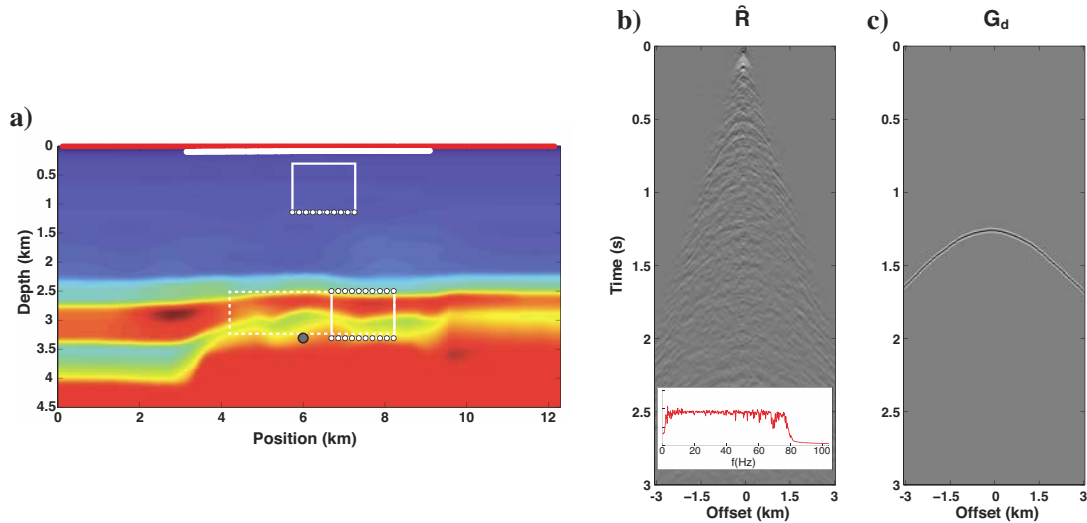 a)
0
0.5
1
1.5
2
2.5
3
3.5
4
4.5
Depth (km)
0 2 4 6 8 10 12
Position (km)
b)
R̂
0
0.5
1
1.5
2
2.5
3
Time (s)
0 20 40 60 80 100
f(Hz)
-3 −1.5 0 1.5 3
Offset (km)
c)
G_d
0
0.5
1
1.5
2
2.5
3
-3 −1.5 0 1.5 3
Offset (km)